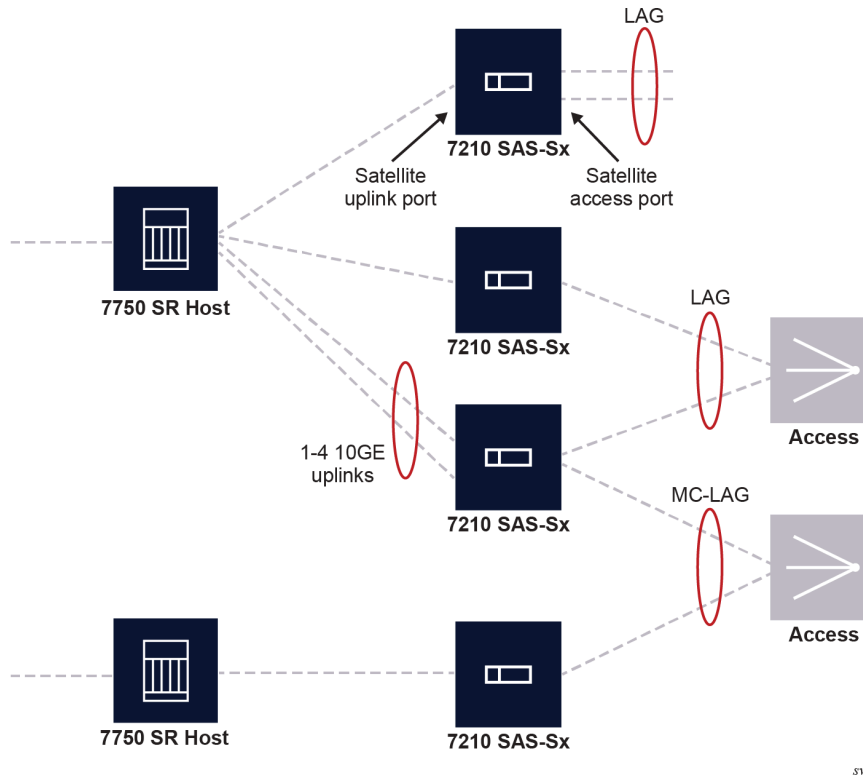 LAG
7210 SAS-Sx
Satellite
uplink port
Satellite
access port
7750 SR Host
7210 SAS-Sx
LAG
Access
1-4 10GE
uplinks
7210 SAS-Sx
MC-LAG
Access
7750 SR Host
7210 SAS-Sx